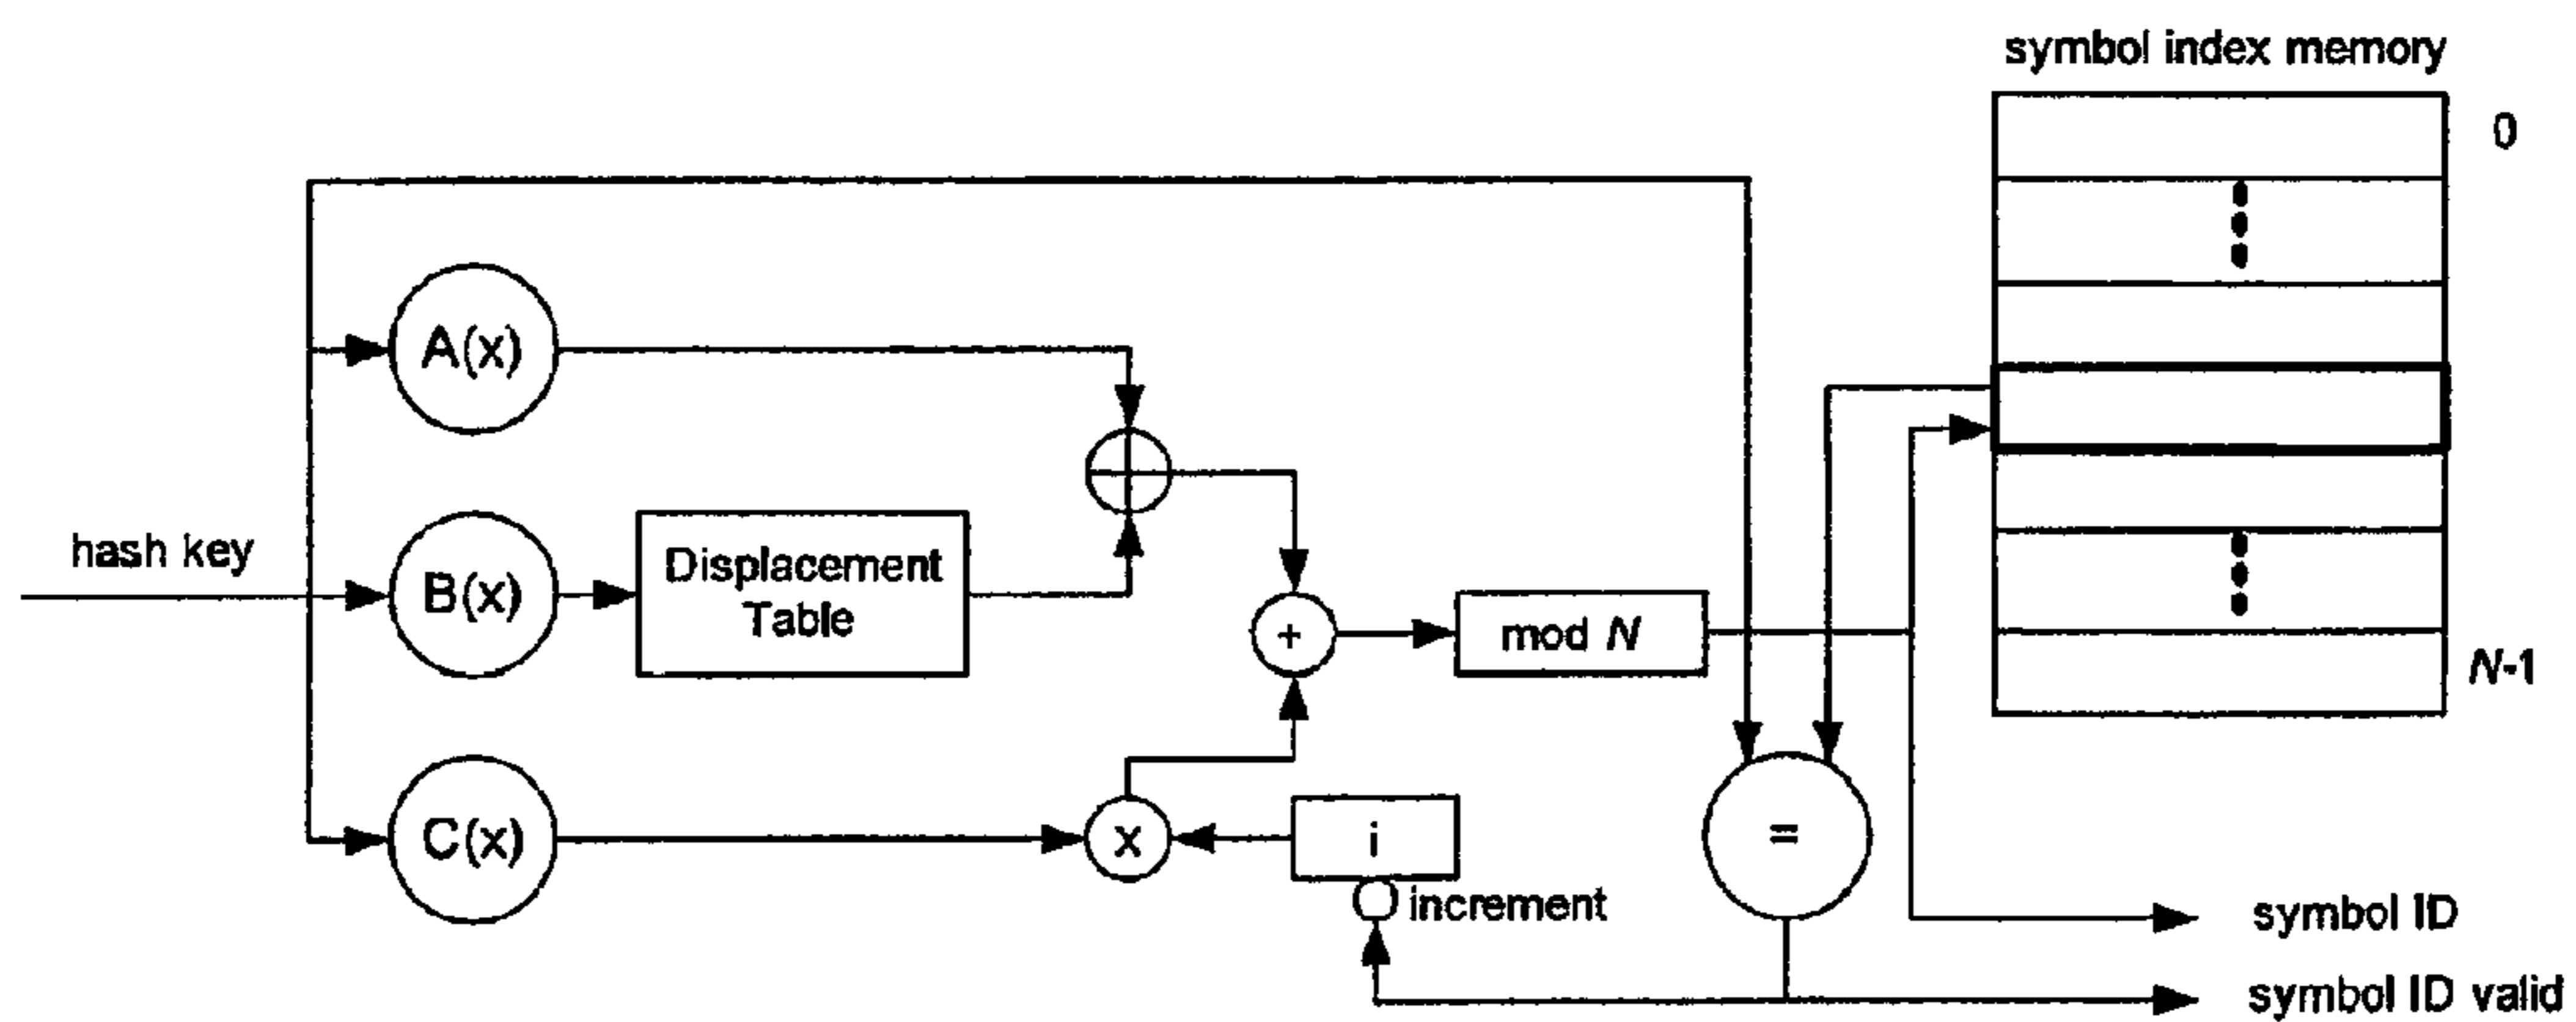 symbol index memory
0
A(x)
hash key
B(x)
Displacement
Table
+
mod N
N-1
C(x)
x
i
increment
=
symbol ID
symbol ID valid